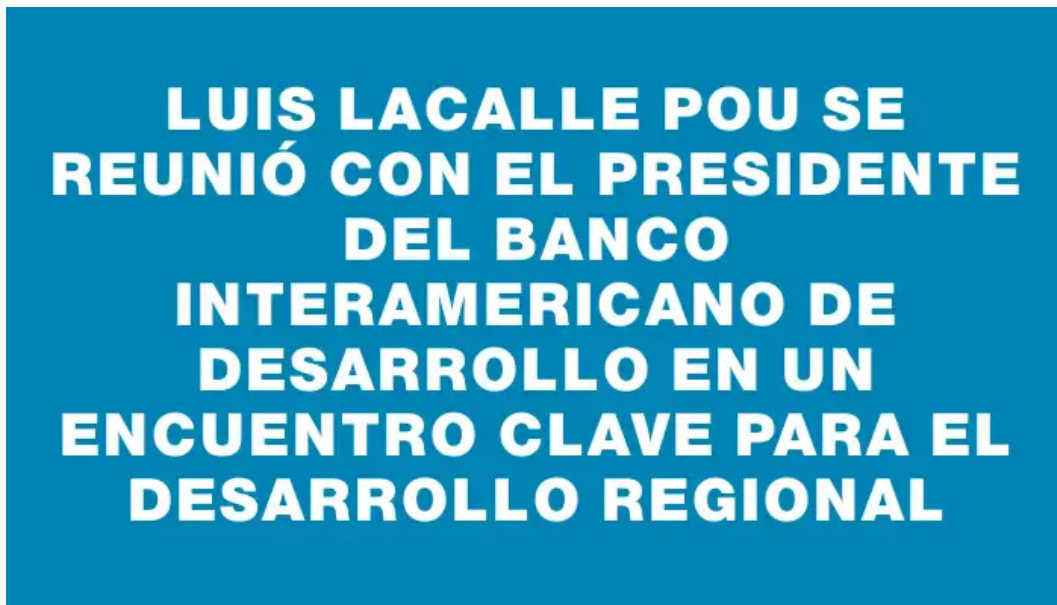 LUIS LACALLE POU SE
REUNIÓ CON EL PRESIDENTE
DEL BANCO
INTERAMERICANO DE
DESARROLLO EN UN
ENCUENTRO CLAVE PARA EL
DESARROLLO REGIONAL